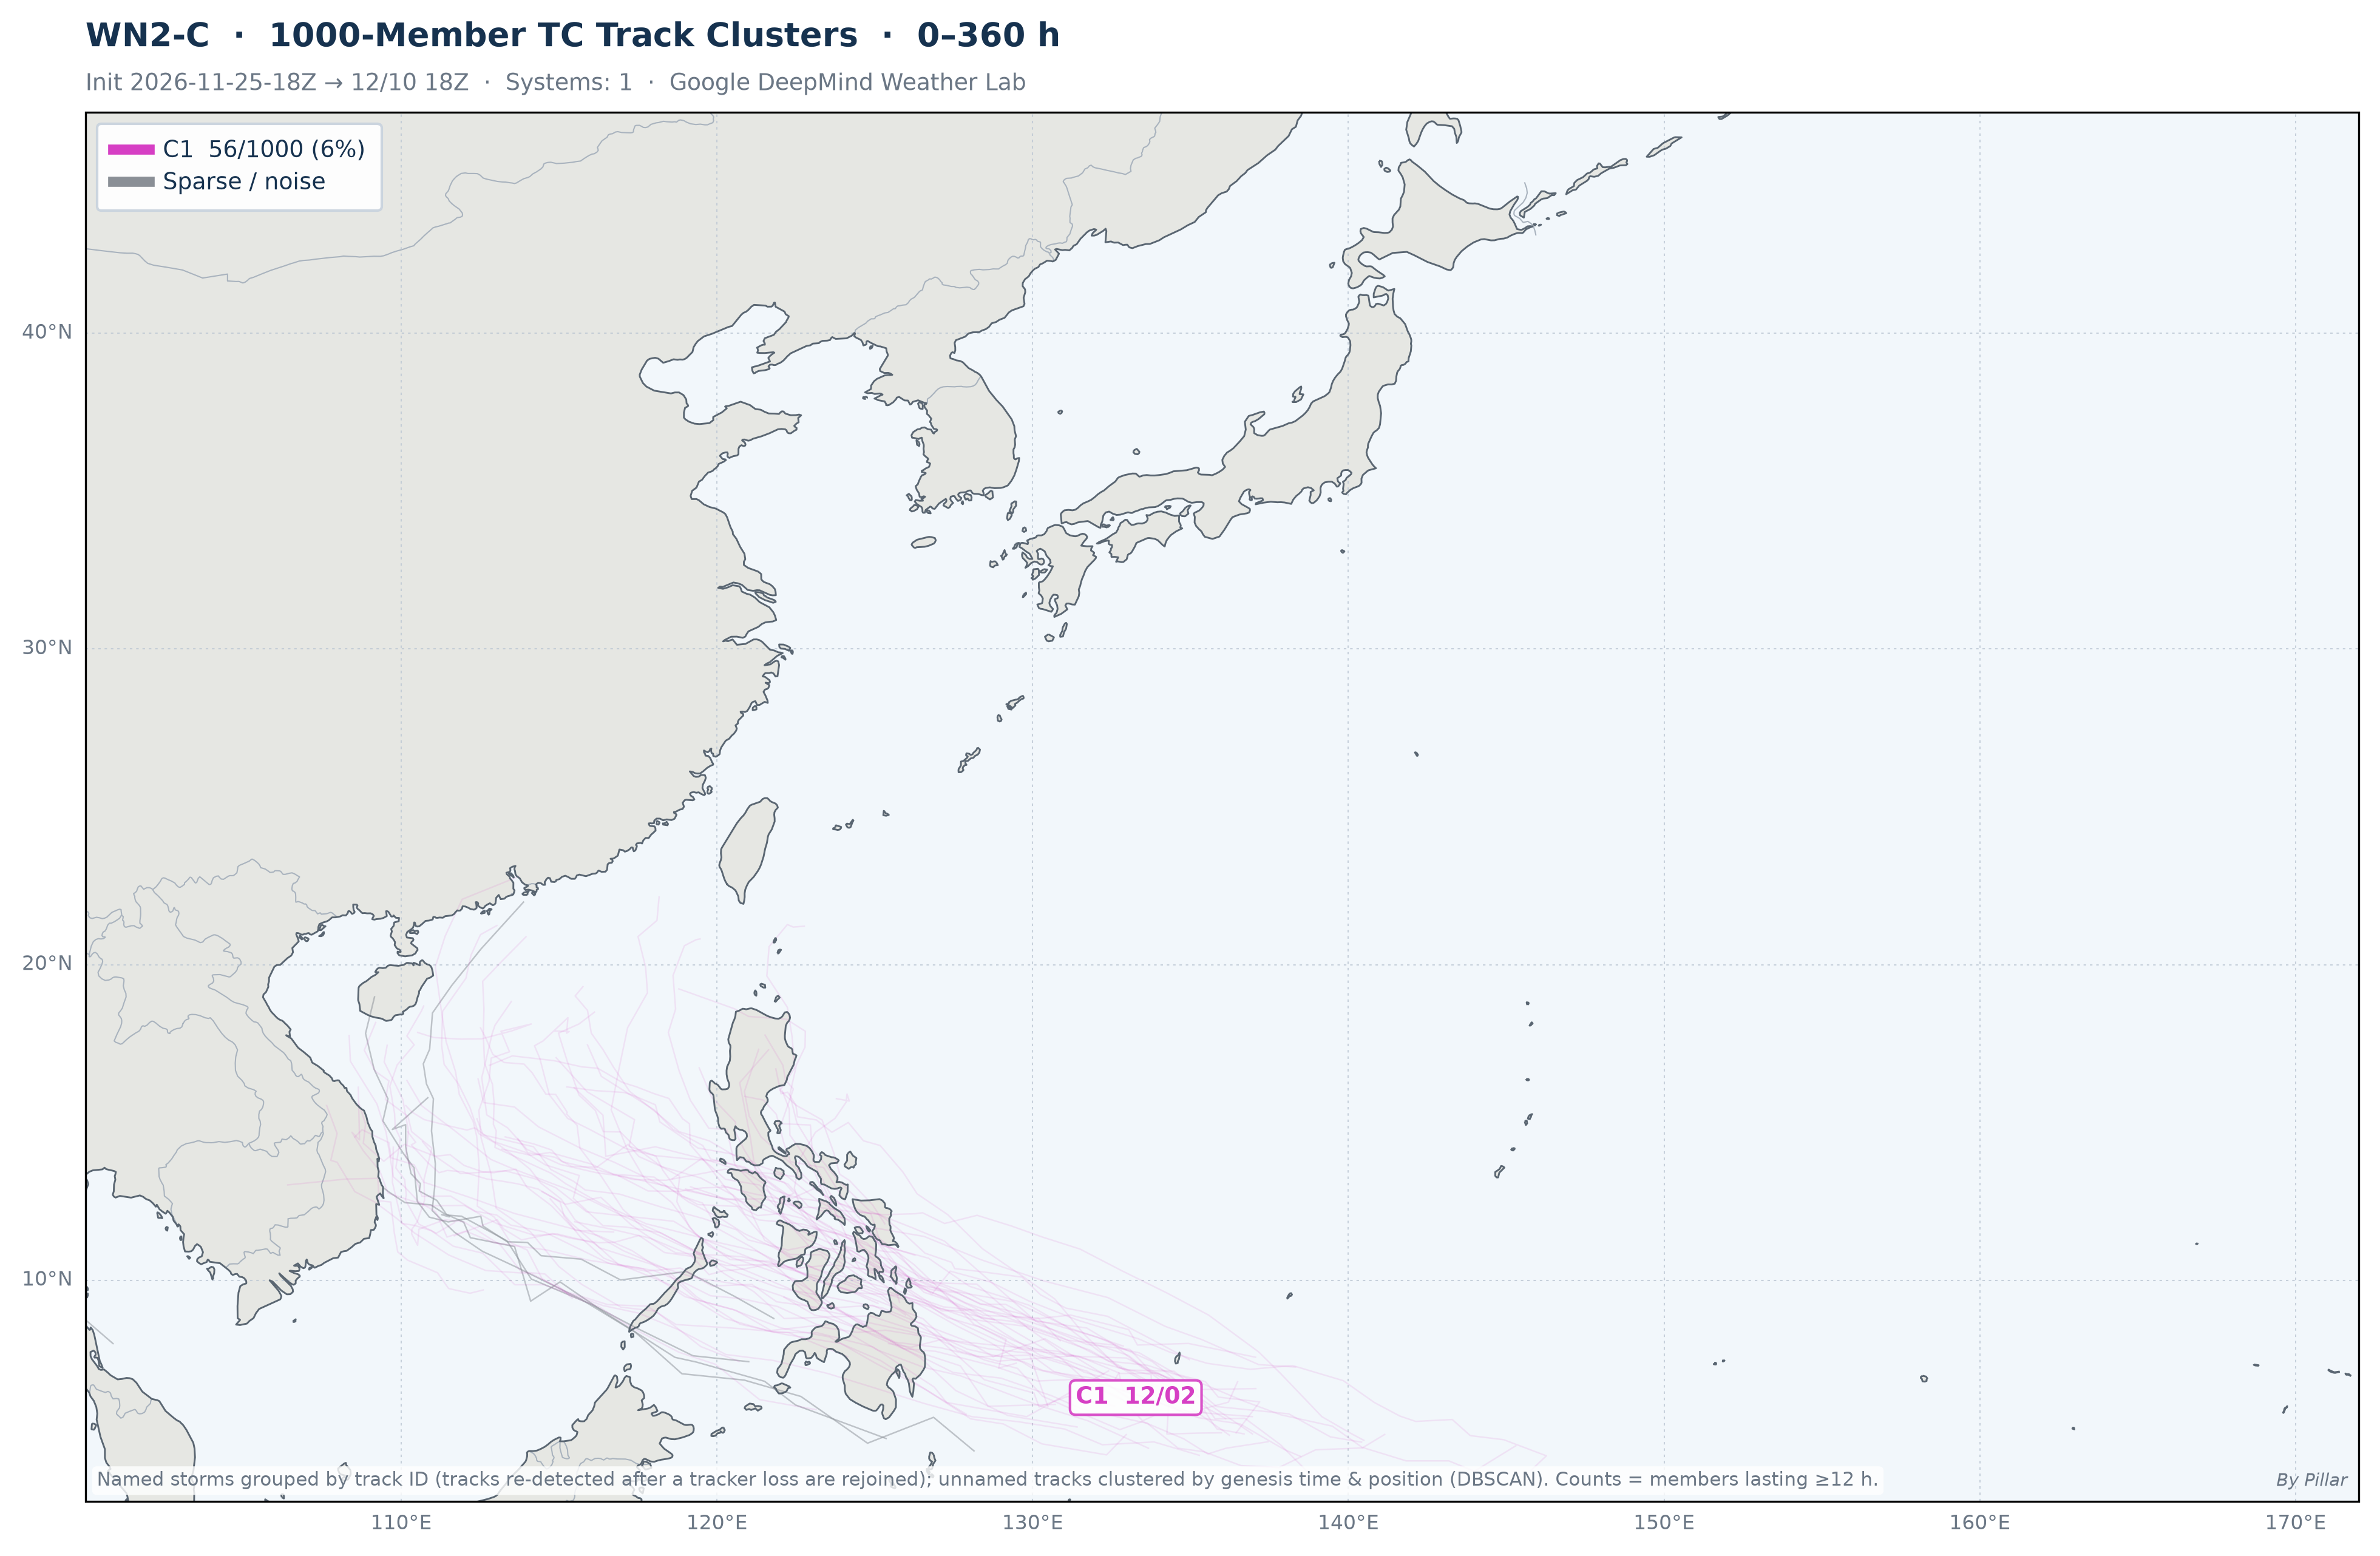 WN2-C · 1000-Member TC Track Clusters · 0–360 h
Init 2026-11-25-18Z → 12/10 18Z · Systems: 1 · Google DeepMind Weather Lab
C1 56/1000 (6%)
Sparse / noise
40°N
30°N
20°N
10°N
C1 12/02
Named storms grouped by track ID (tracks re-detected after a tracker loss are rejoined); unnamed tracks clustered by genesis time & position (DBSCAN). Counts = members lasting ≥12 h.
By Pillar
110°E
120°E
130°E
140°E
150°E
160°E
170°E